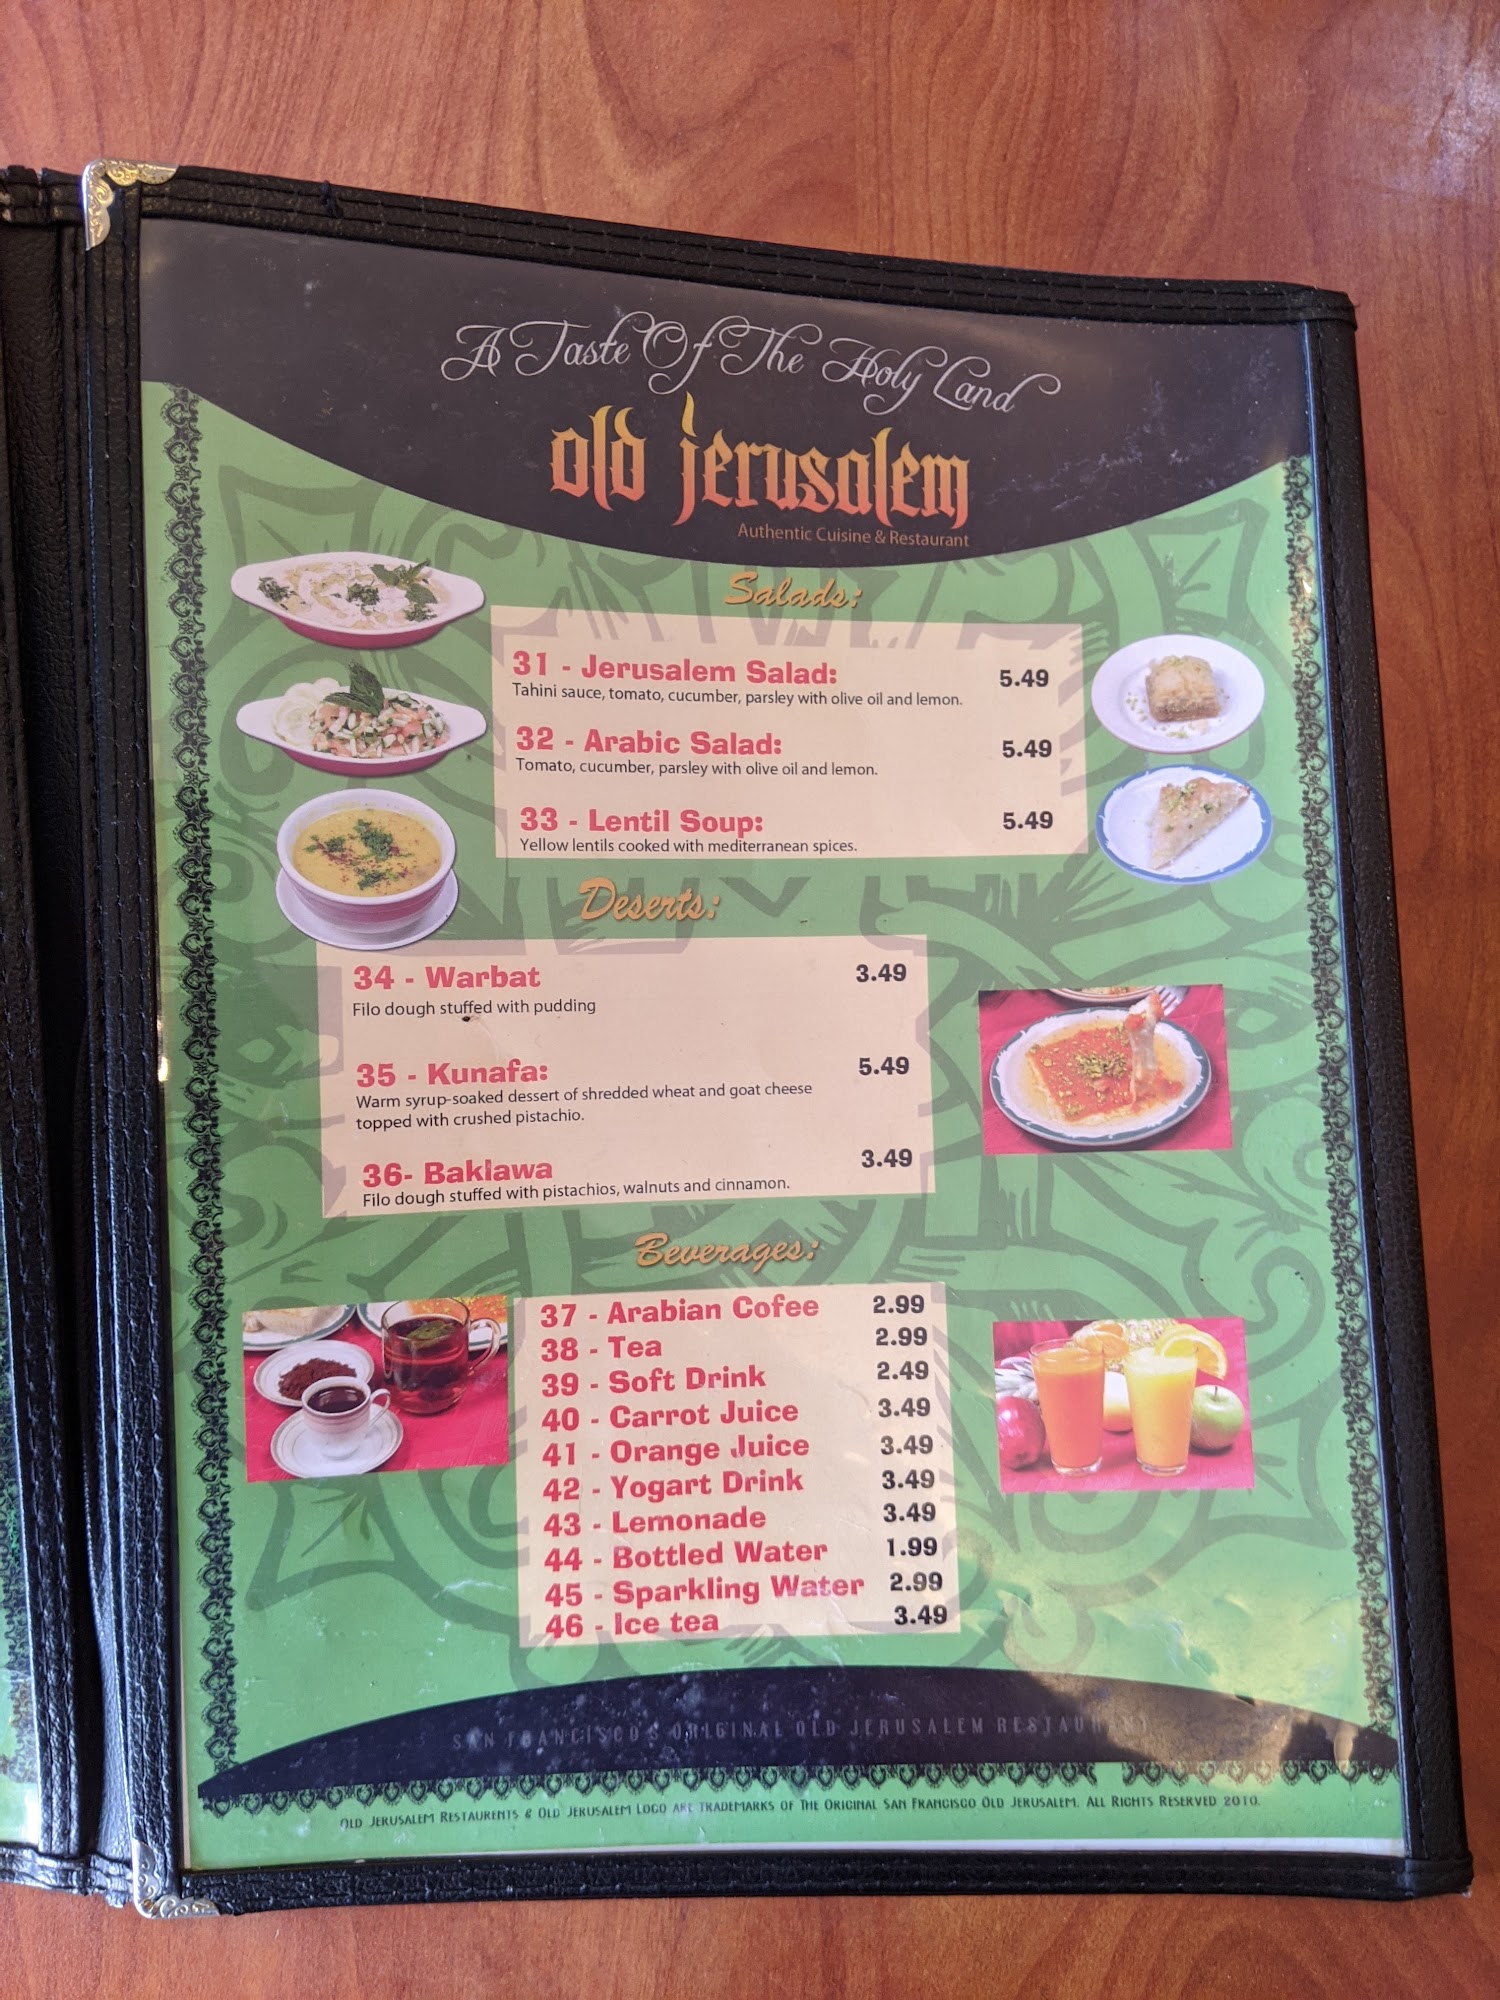 A Taste Of The Holy Land
old jerusalem
Authentic Cuisine & Restaurant
Salads:
31 - Jerusalem Salad: 5.49
Tahini sauce, tomato, cucumber, parsley with olive oil and lemon.
32 - Arabic Salad: 5.49
Tomato, cucumber, parsley with olive oil and lemon.
33 - Lentil Soup: 5.49
Yellow lentils cooked with mediterranean spices.
Deserts:
34 - Warbat 3.49
Filo dough stuffed with pudding
35 - Kunafa: 5.49
Warm syrup-soaked dessert of shredded wheat and goat cheese
topped with crushed pistachio.
36- Baklawa 3.49
Filo dough stuffed with pistachios, walnuts and cinnamon.
Beverages:
37 - Arabian Cofee 2.99
38 - Tea 2.99
39 - Soft Drink 2.49
40 - Carrot Juice 3.49
41 - Orange Juice 3.49
42 - Yogart Drink 3.49
43 - Lemonade 3.49
44 - Bottled Water 1.99
45 - Sparkling Water 2.99
46 - Ice tea 3.49
SAN FRANCISCO'S ORIGINAL OLD JERUSALEM RESTAURANT
OLD JERUSALEM RESTAURENTS & OLD JERUSALEM LOGO ARE TRADEMARKS OF THE ORIGINAL SAN FRANCISCO OLD JERUSALEM. ALL RIGHTS RESERVED 2010.